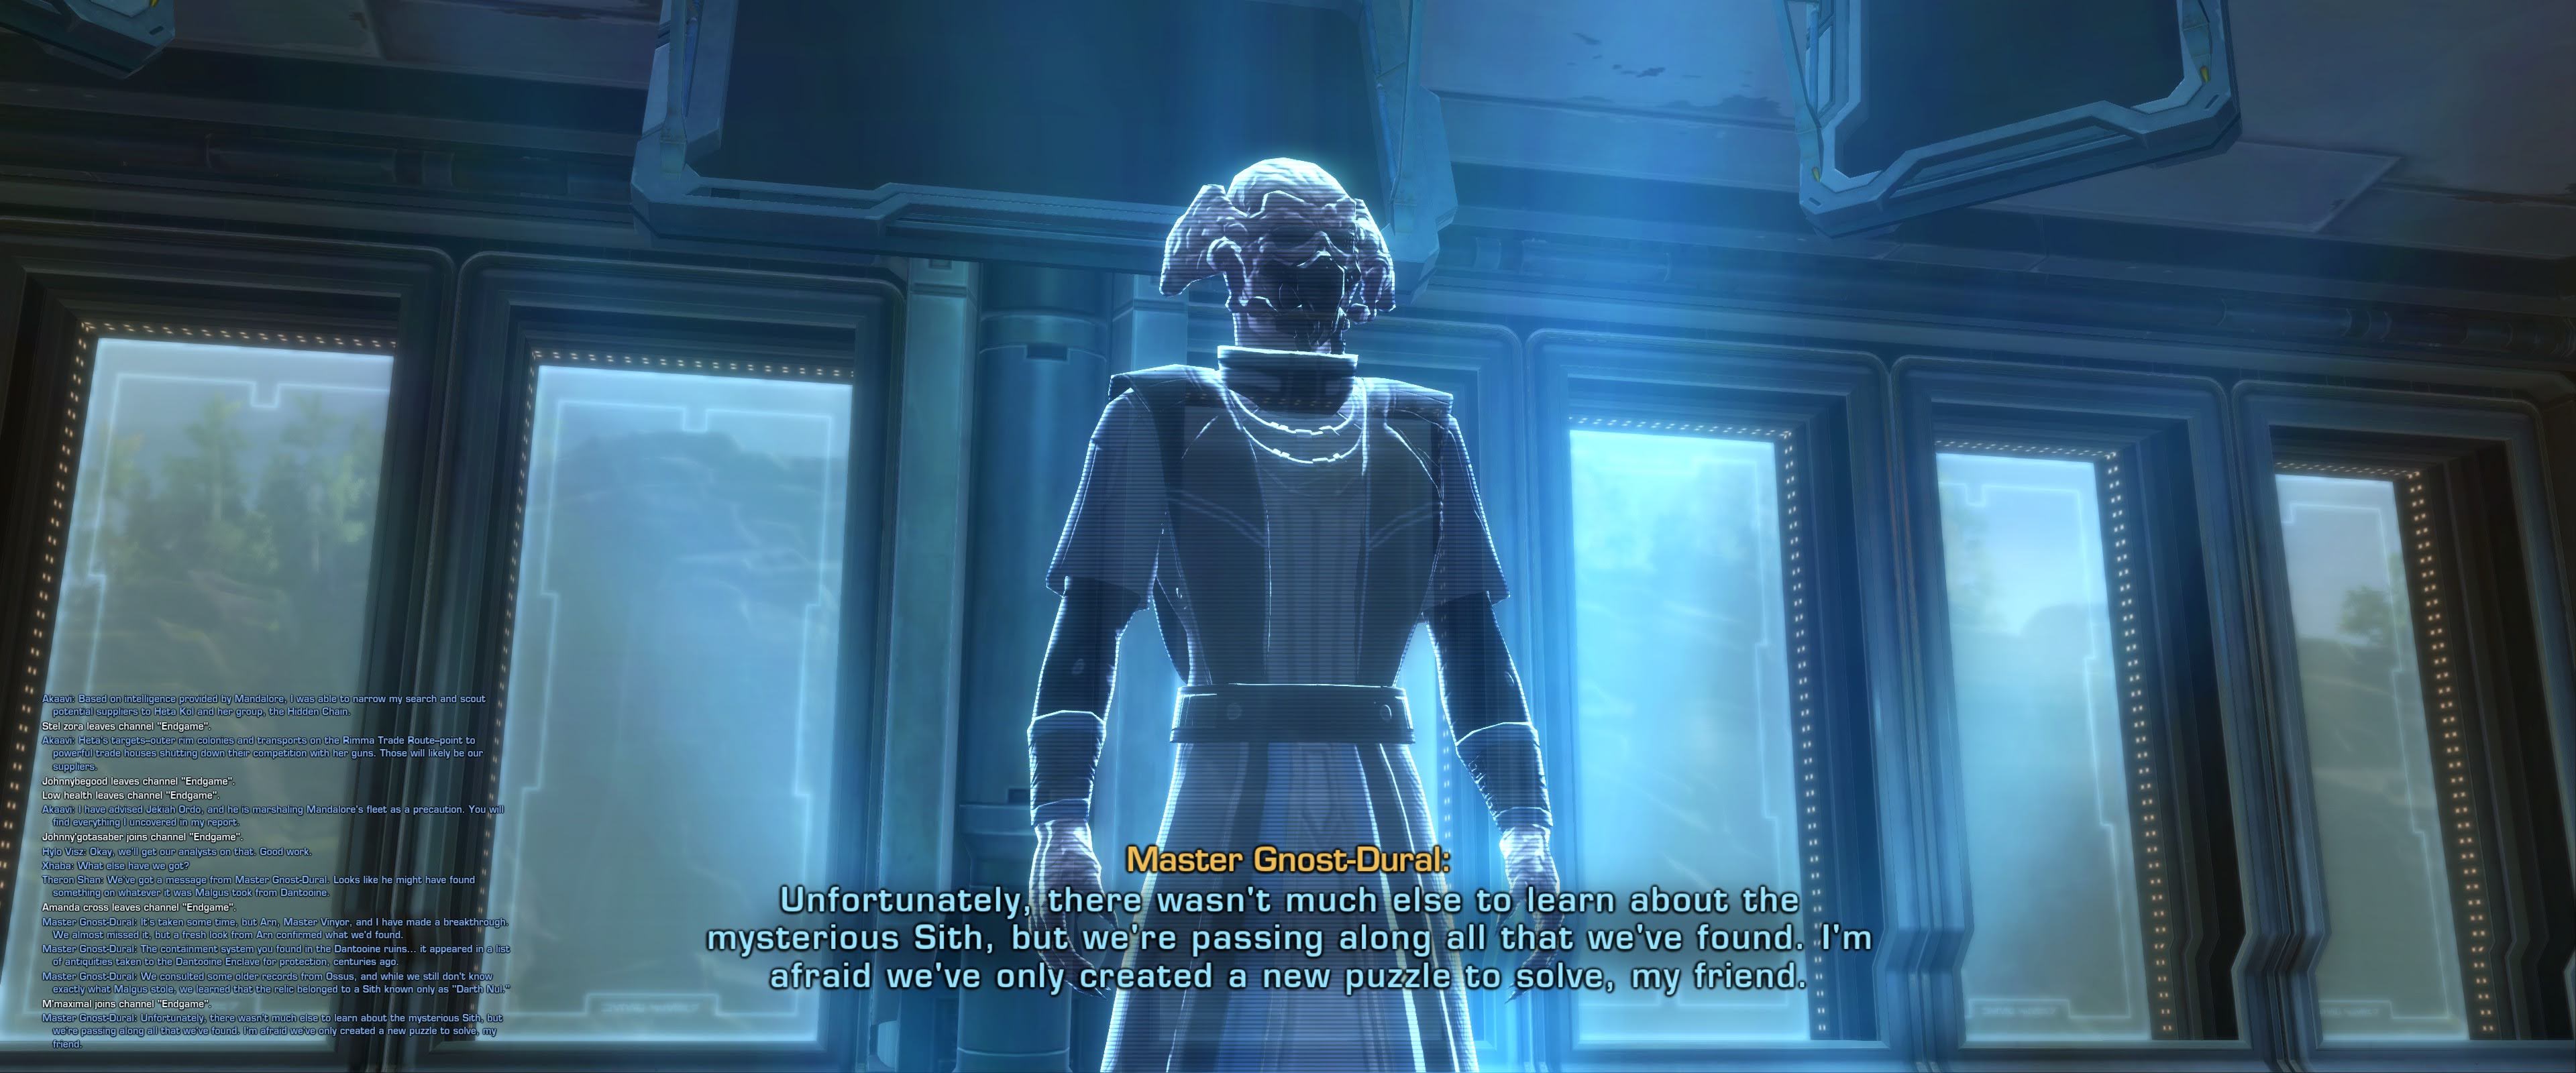 Akaavi: Based on intelligence provided by Mandalore, I was able to narrow my search and scout
potential suppliers to Heta Kol and her group, the Hidden Chain.
Stel'zora leaves channel "Endgame".
Akaavi: Heta's targets–outer rim colonies and transports on the Rimma Trade Route–point to
powerful trade houses shutting down their competition with her guns. Those will likely be our
suppliers.
Johnnybegood leaves channel "Endgame".
Low health leaves channel "Endgame".
Akaavi: I have advised Jekiah Ordo, and he is marshaling Mandalore's fleet as a precaution. You will
find everything I uncovered in my report.
Johnny'gotasaber joins channel "Endgame".
Hylo Visz: Okay, we'll get our analysts on that. Good work.
Xhaba: What else have we got?
Theron Shan: We've got a message from Master Gnost-Dural. Looks like he might have found
something on whatever it was Malgus took from Dantooine.
Amanda cross leaves channel "Endgame".
Master Gnost-Dural: It's taken some time, but Arn, Master Vinyor, and I have made a breakthrough.
We almost missed it, but a fresh look from Arn confirmed what we'd found.
Master Gnost-Dural: The containment system you found in the Dantooine ruins... it appeared in a list
of antiquities taken to the Dantooine Enclave for protection, centuries ago.
Master Gnost-Dural: We consulted some older records from Ossus, and while we still don't know
exactly what Malgus stole, we learned that the relic belonged to a Sith known only as "Darth Nul."
M'maximal joins channel "Endgame".
Master Gnost-Dural: Unfortunately, there wasn't much else to learn about the mysterious Sith, but
we're passing along all that we've found. I'm afraid we've only created a new puzzle to solve, my
friend.
Master Gnost-Dural:
Unfortunately, there wasn't much else to learn about the
mysterious Sith, but we're passing along all that we've found. I'm
afraid we've only created a new puzzle to solve, my friend.